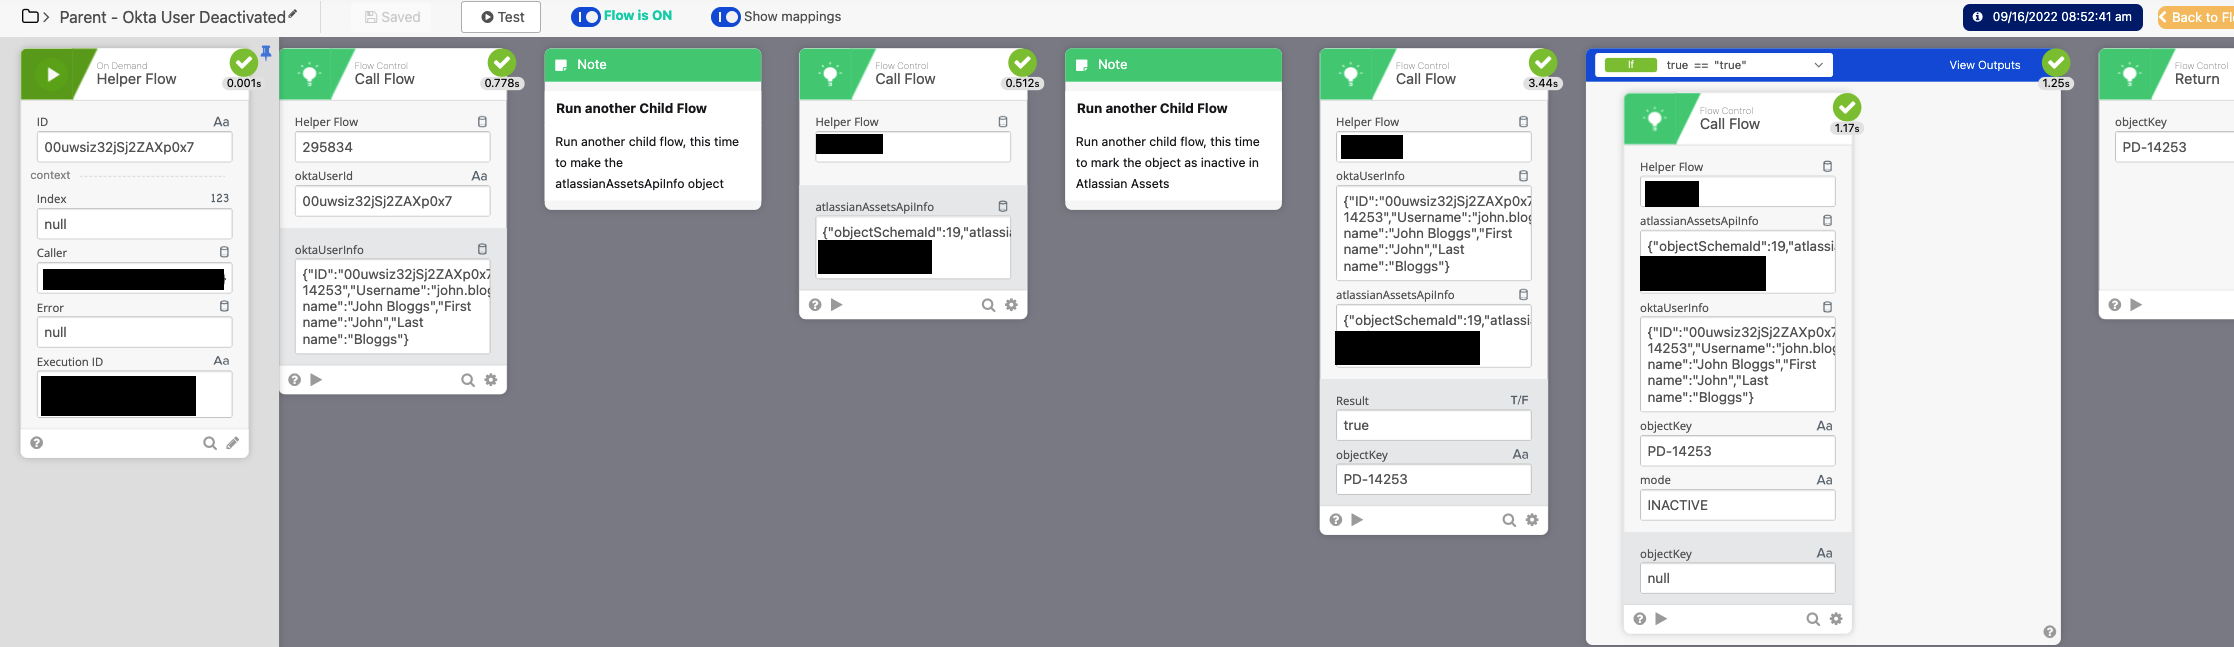 Parent - Okta User Deactivated
Saved
Test
Flow is ON
Show mappings
09/16/2022 08:52:41 am
Back to Fl
On Demand
Helper Flow
0.001s
ID Aa
00uwsiz32jSj2ZAXp0x7
context
Index 123
null
Caller
Error
null
Execution ID Aa
Flow Control
Call Flow
0.778s
Helper Flow
295834
oktaUserId Aa
00uwsiz32jSj2ZAXp0x7
oktaUserInfo
{"ID":"00uwsiz32jSj2ZAXp0x7
14253","Username":"john.blog
name":"John Bloggs","First
name":"John","Last
name":"Bloggs"}
Note
Run another Child Flow
Run another child flow, this time
to make the
atlassianAssetsApiInfo object
Flow Control
Call Flow
0.512s
Helper Flow
atlassianAssetsApiInfo
{"objectSchemaId":19,"atlassi
Note
Run another Child Flow
Run another child flow, this time
to mark the object as inactive in
Atlassian Assets
Flow Control
Call Flow
3.44s
Helper Flow
oktaUserInfo
{"ID":"00uwsiz32jSj2ZAXp0x7
14253","Username":"john.blog
name":"John Bloggs","First
name":"John","Last
name":"Bloggs"}
atlassianAssetsApiInfo
{"objectSchemaId":19,"atlassi
Result T/F
true
objectKey Aa
PD-14253
If true == "true"
View Outputs
1.25s
Flow Control
Call Flow
1.17s
Helper Flow
atlassianAssetsApiInfo
{"objectSchemaId":19,"atlassi
oktaUserInfo
{"ID":"00uwsiz32jSj2ZAXp0x7
14253","Username":"john.blog
name":"John Bloggs","First
name":"John","Last
name":"Bloggs"}
objectKey Aa
PD-14253
mode Aa
INACTIVE
objectKey Aa
null
Flow Control
Return
objectKey
PD-14253